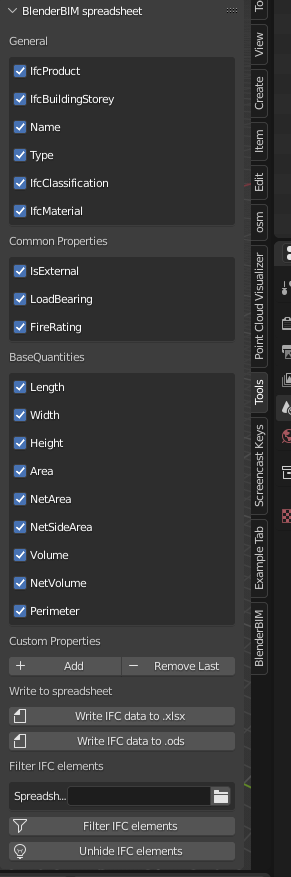 BlenderBIM spreadsheet
General
IfcProduct
IfcBuildingStorey
Name
Type
IfcClassification
IfcMaterial
Common Properties
IsExternal
LoadBearing
FireRating
BaseQuantities
Length
Width
Height
Area
NetArea
NetSideArea
Volume
NetVolume
Perimeter
Custom Properties
Add
Remove Last
Write to spreadsheet
Write IFC data to .xlsx
Write IFC data to .ods
Filter IFC elements
Spreadsh...
Filter IFC elements
Unhide IFC elements
To
View
Create
Item
Edit
osm
Point Cloud Visualizer
Tools
Screencast Keys
Example Tab
BlenderBIM